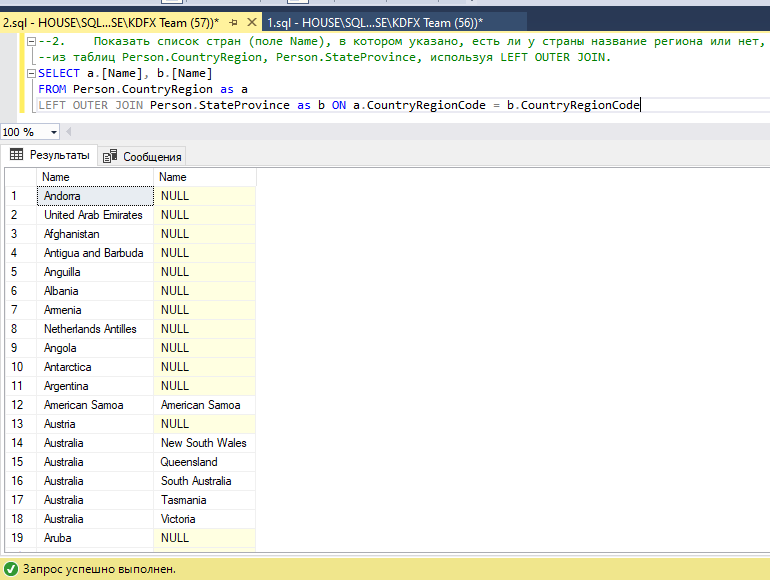 2.sql - HOUSE\SQL...SE\KDFX Team (57))* 1.sql - HOUSE\SQL...SE\KDFX Team (56))*
--2. Показать список стран (поле Name), в котором указано, есть ли у страны название региона или нет,
--из таблиц Person.CountryRegion, Person.StateProvince, используя LEFT OUTER JOIN.
SELECT a.[Name], b.[Name]
FROM Person.CountryRegion as a
LEFT OUTER JOIN Person.StateProvince as b ON a.CountryRegionCode = b.CountryRegionCode
100 %
Результаты Сообщения
Name Name
1 Andorra NULL
2 United Arab Emirates NULL
3 Afghanistan NULL
4 Antigua and Barbuda NULL
5 Anguilla NULL
6 Albania NULL
7 Armenia NULL
8 Netherlands Antilles NULL
9 Angola NULL
10 Antarctica NULL
11 Argentina NULL
12 American Samoa American Samoa
13 Austria NULL
14 Australia New South Wales
15 Australia Queensland
16 Australia South Australia
17 Australia Tasmania
18 Australia Victoria
19 Aruba NULL
Запрос успешно выполнен.